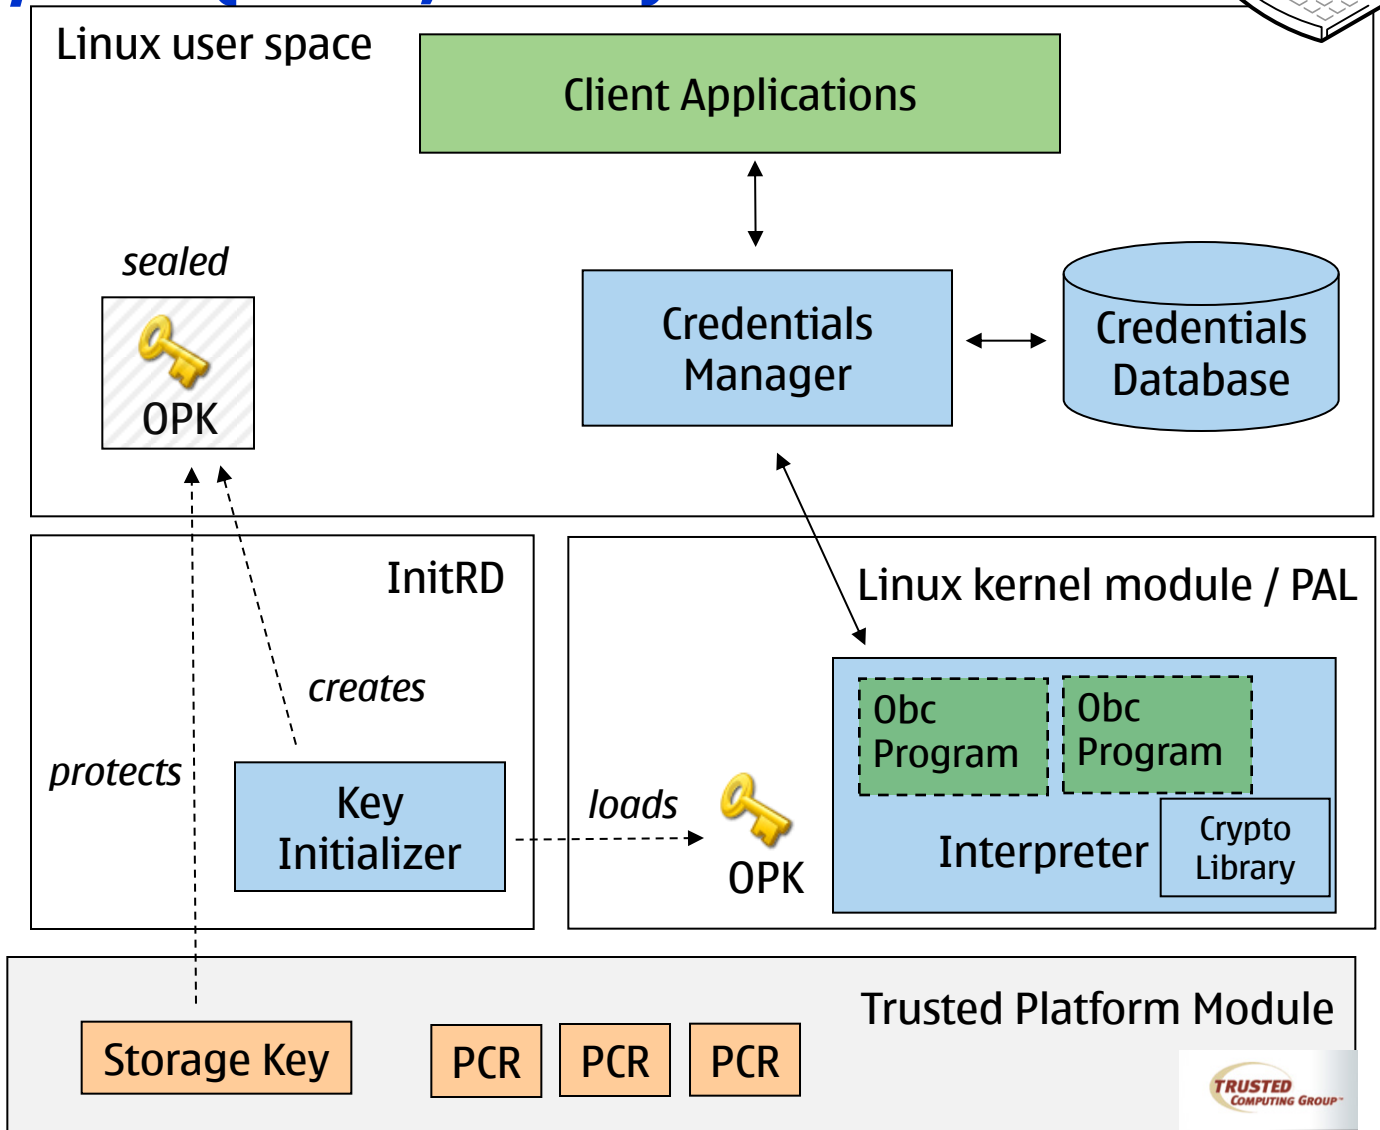 Linux user space
Client Applications
sealed
OPK
Credentials
Manager
Credentials
Database
InitRD
creates
protects
Key
Initializer
loads
OPK
Linux kernel module / PAL
Obc
Program
Obc
Program
Interpreter
Crypto
Library
Trusted Platform Module
Storage Key
PCR
PCR
PCR
TRUSTED
COMPUTING GROUP™